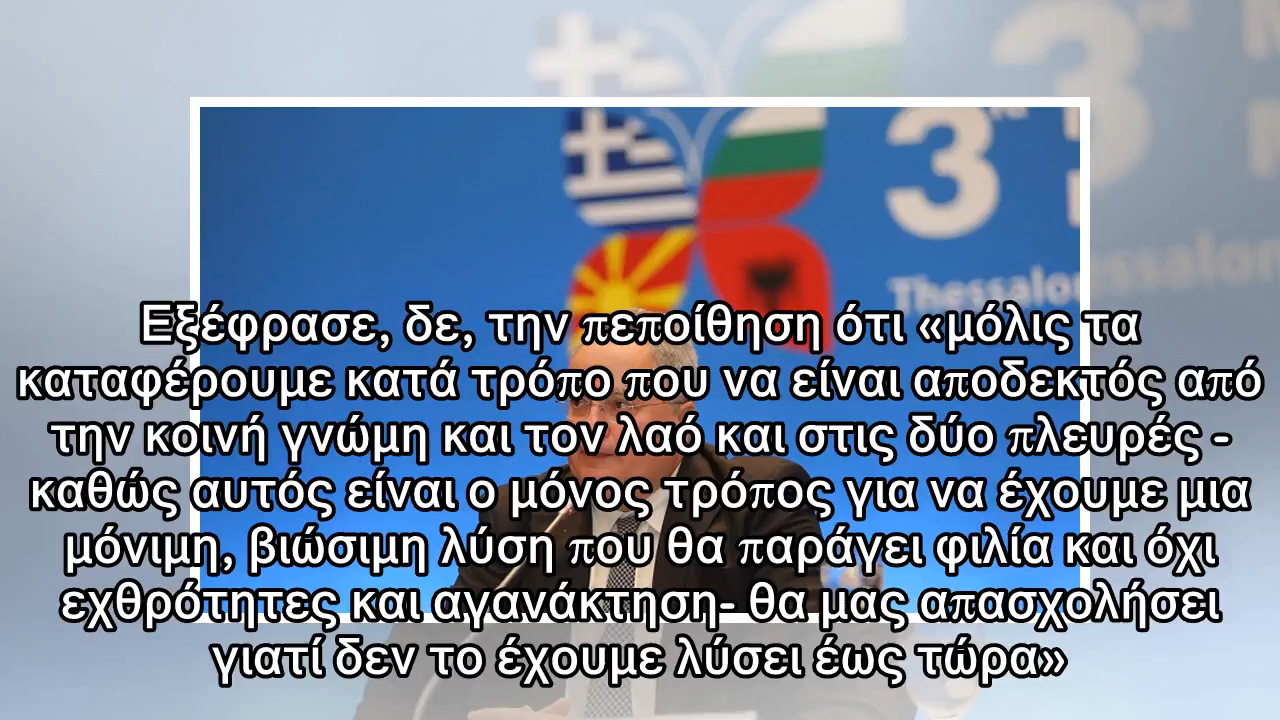 3
Thessalon
Εξέφρασε, δε, την πεποίθηση ότι «μόλις τα
καταφέρουμε κατά τρόπο που να είναι αποδεκτός από
την κοινή γνώμη και τον λαό και στις δύο πλευρές -
καθώς αυτός είναι ο μόνος τρόπος για να έχουμε μια
μόνιμη, βιώσιμη λύση που θα παράγει φιλία και όχι
εχθρότητες και αγανάκτηση- θα μας απασχολήσει
γιατί δεν το έχουμε λύσει έως τώρα»